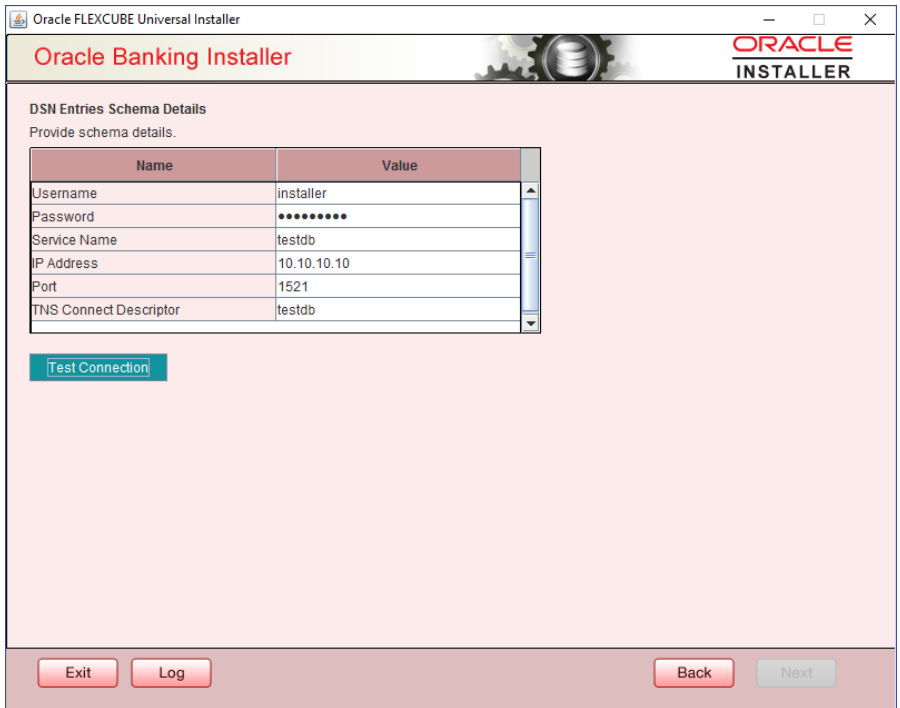 Oracle FLEXCUBE Universal Installer
Oracle Banking Installer
ORACLE
INSTALLER
DSN Entries Schema Details
Provide schema details.
Name Value
Username installer
Password •••••••••
Service Name testdb
IP Address 10.10.10.10
Port 1521
TNS Connect Descriptor testdb
Test Connection
Exit Log Back Next